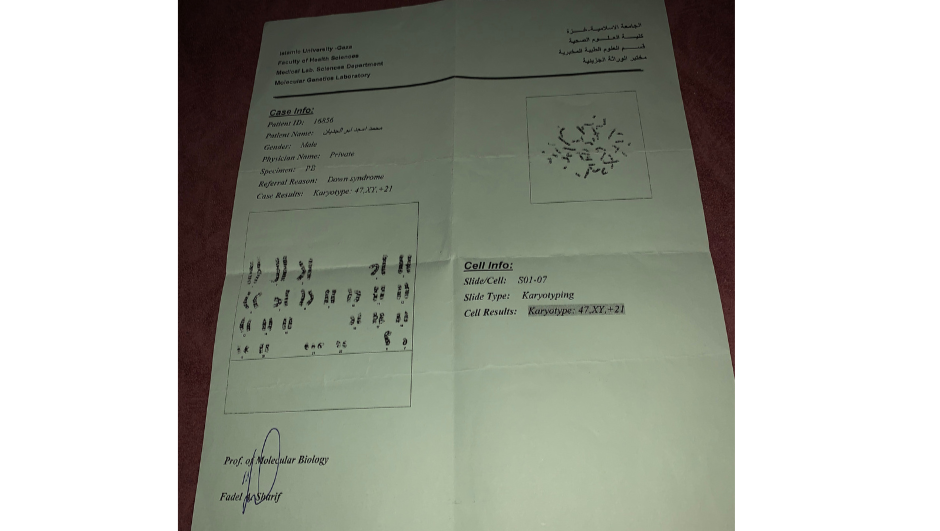 Islamic University -Gaza
Faculty of Health Sciences
Medical Lab. Sciences Department
Molecular Genetics Laboratory
الجامعة الاسلامية-غزة
كلية العلوم الصحية
قسم العلوم الطبية المخبرية
مختبر الوراثة الجزيئية
Case Info:
Patient ID: 16856
Patient Name: محمد
Gender: Male
Physician Name: Private
Specimen: PB
Referral Reason: Down syndrome
Case Results: Karyotype: 47,XY,+21
Cell Info:
Slide/Cell: S01-07
Slide Type: Karyotyping
Cell Results: Karyotype: 47,XY,+21
Prof. of Molecular Biology
Fadel Sharif